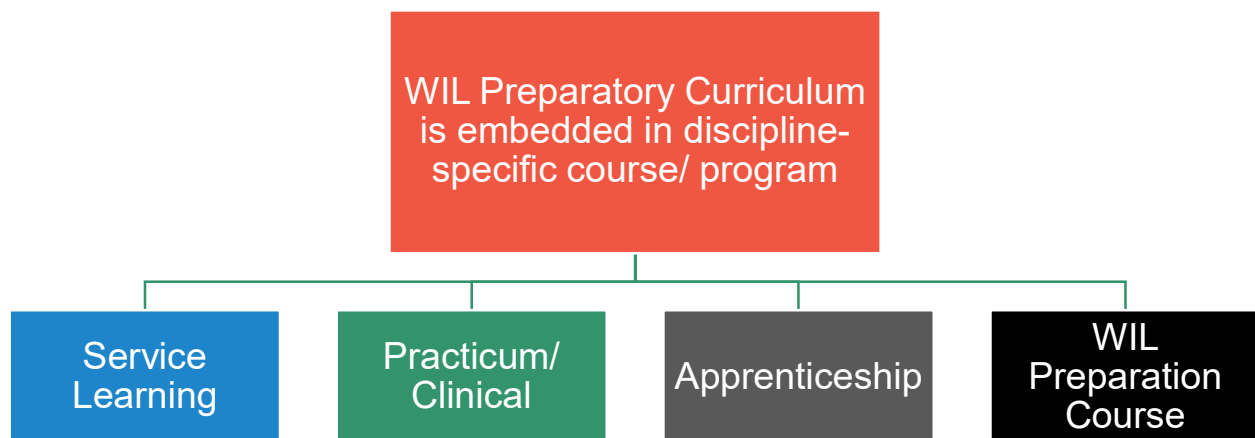 WIL Preparatory Curriculum
is embedded in discipline-
specific course/ program
Service
Learning
Practicum/
Clinical
Apprenticeship
WIL
Preparation
Course